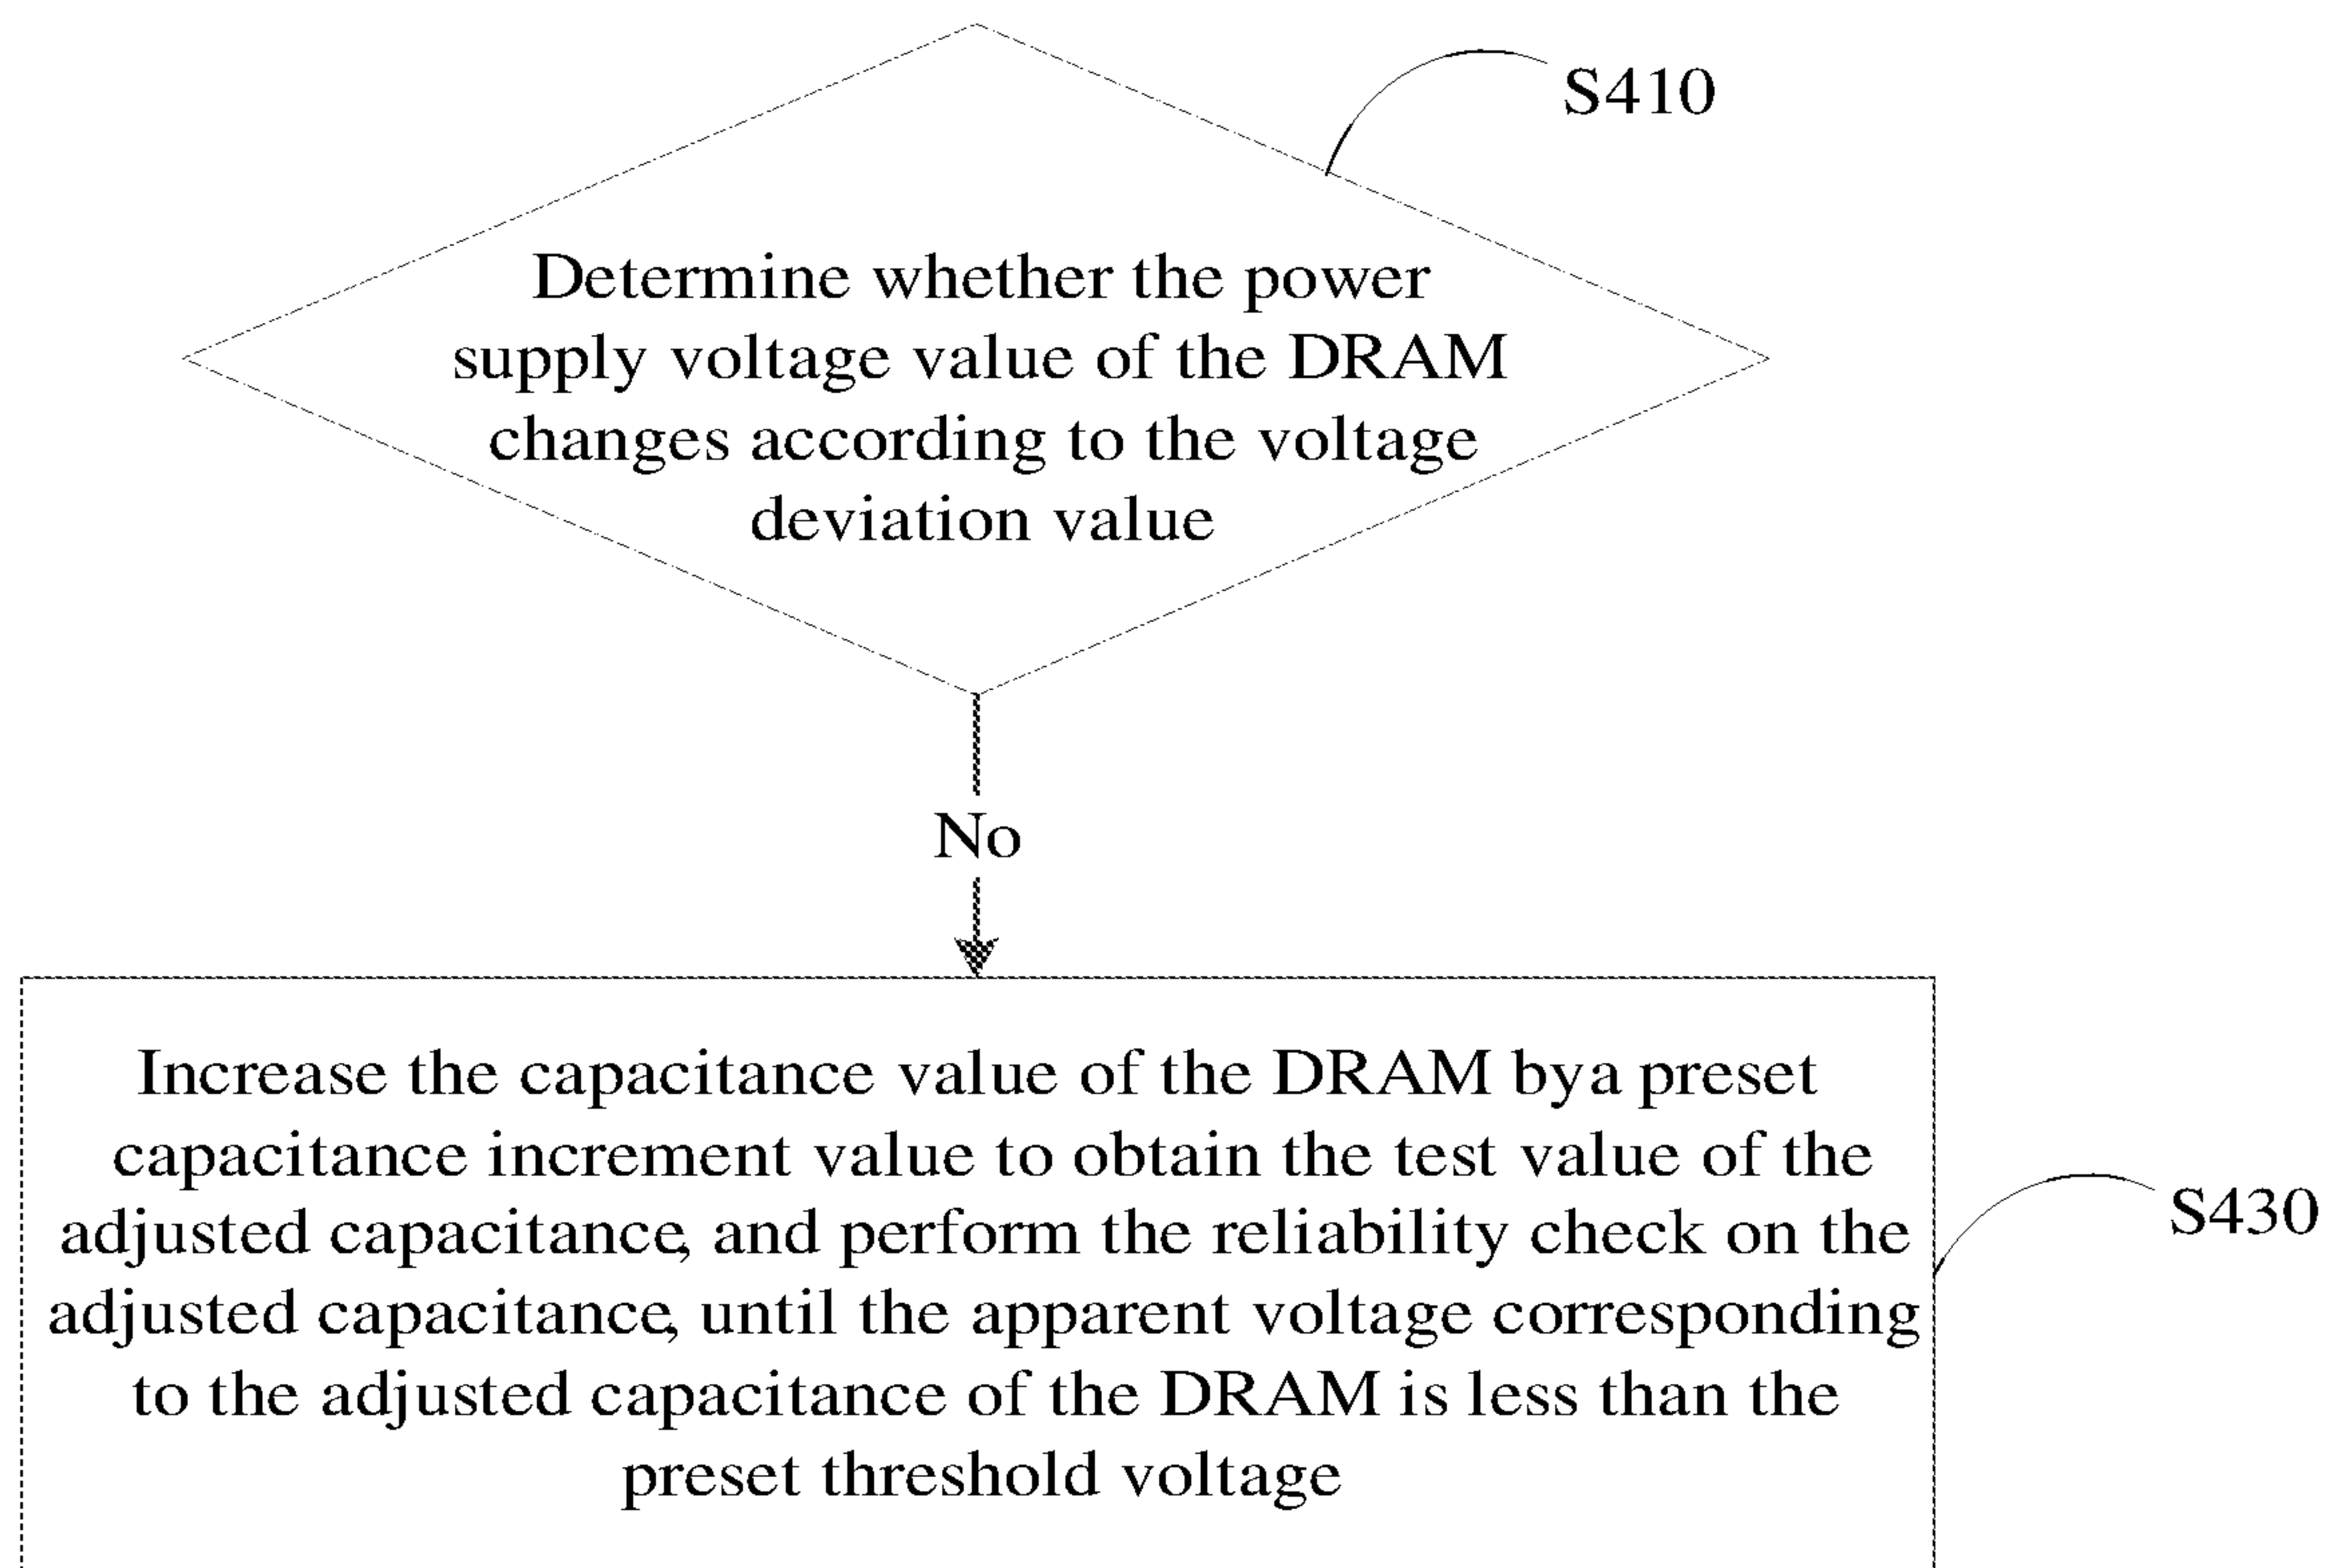 S410
Determine whether the power
supply voltage value of the DRAM
changes according to the voltage
deviation value
No
Increase the capacitance value of the DRAM bya preset
capacitance increment value to obtain the test value of the
adjusted capacitance, and perform the reliability check on the
adjusted capacitance, until the apparent voltage corresponding
to the adjusted capacitance of the DRAM is less than the
preset threshold voltage
S430